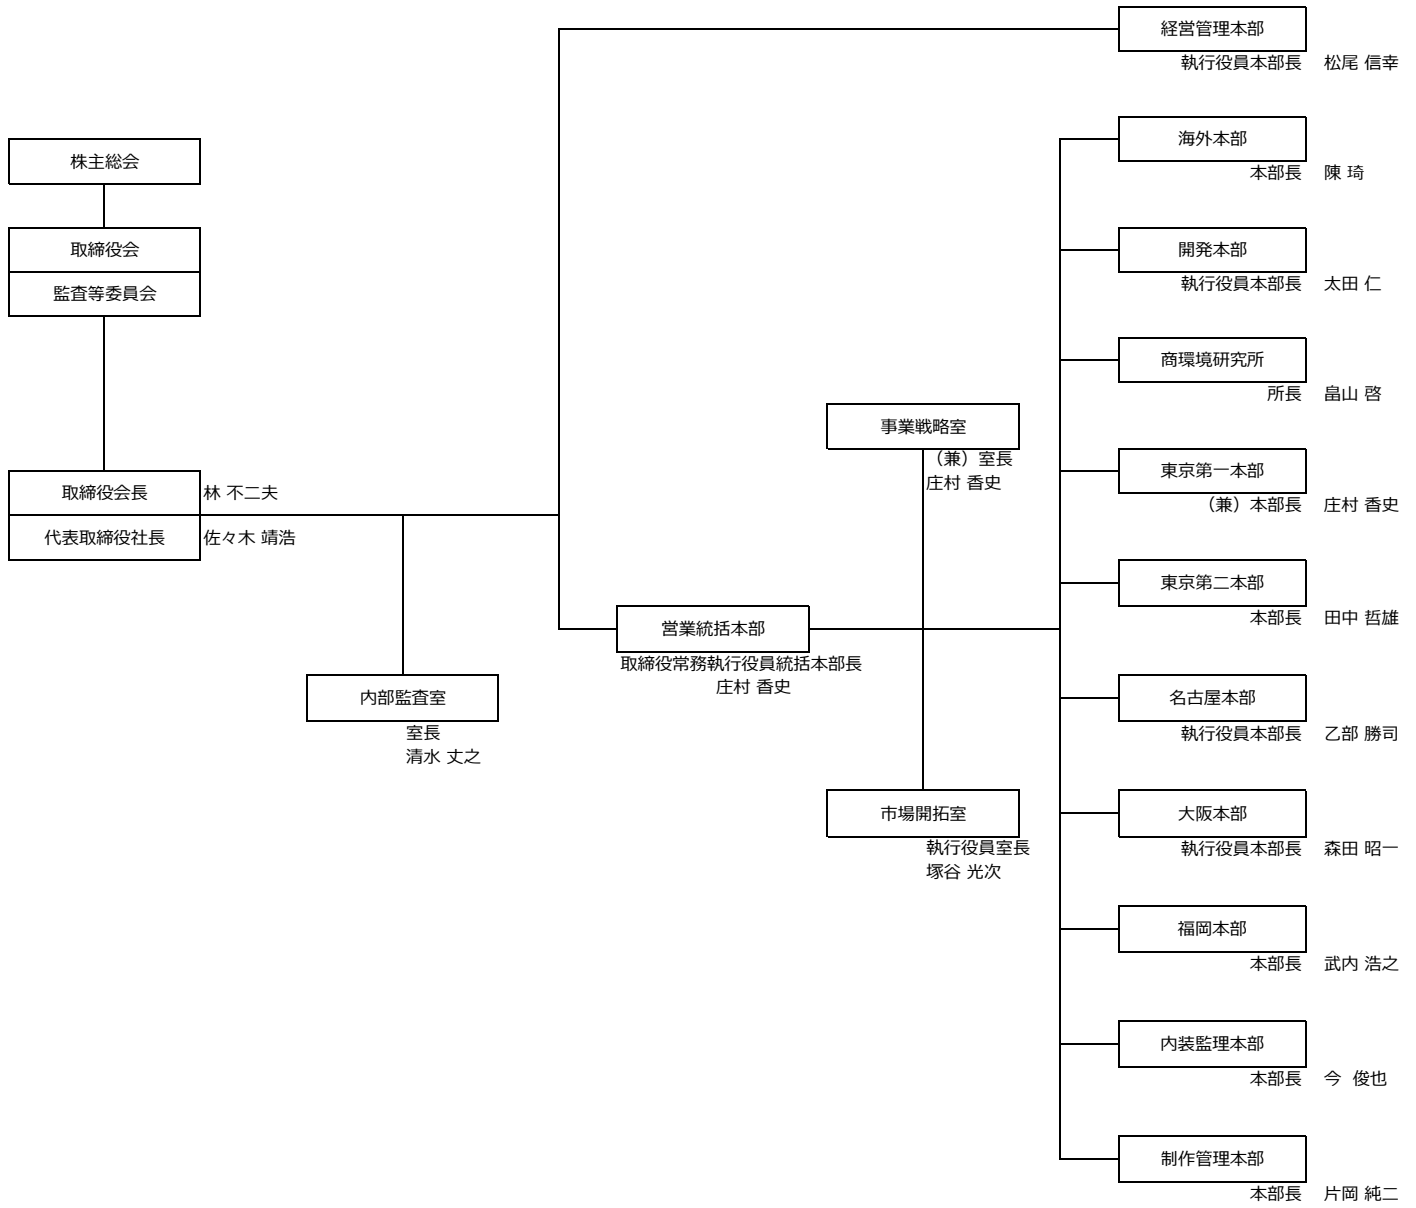 経営管理本部
執行役員本部長 松尾 信幸
海外本部
本部長 陳 琦
株主総会
取締役会
監査等委員会
開発本部
執行役員本部長 太田 仁
商環境研究所
所長 畠山 啓
事業戦略室
（兼）室長
庄村 香史
東京第一本部
（兼）本部長 庄村 香史
取締役会長 林 不二夫
代表取締役社長 佐々木 靖浩
東京第二本部
本部長 田中 哲雄
営業統括本部
取締役常務執行役員統括本部長
庄村 香史
内部監査室
室長
清水 丈之
名古屋本部
執行役員本部長 乙部 勝司
市場開拓室
執行役員室長
塚谷 光次
大阪本部
執行役員本部長 森田 昭一
福岡本部
本部長 武内 浩之
内装監理本部
本部長 今 俊也
制作管理本部
本部長 片岡 純二